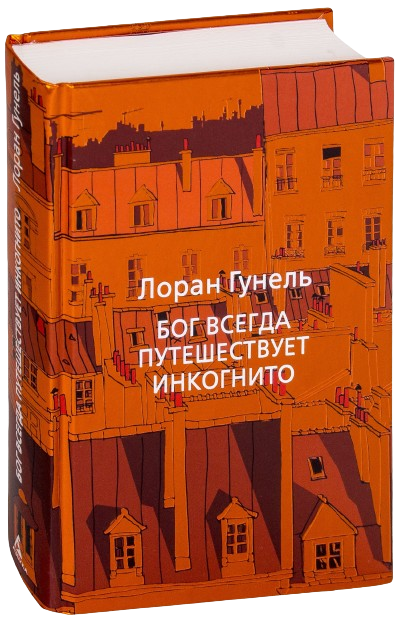 Лоран Гунель
БОГ ВСЕГДА
ПУТЕШЕСТВУЕТ
ИНКОГНИТО
Лоран Гунель
БОГ ВСЕГДА ПУТЕШЕСТВУЕТ ИНКОГНИТО